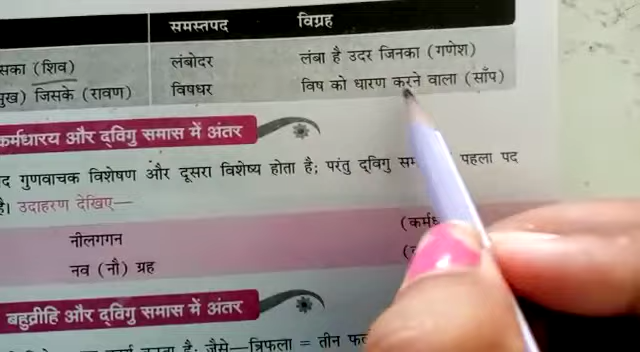 समस्तपद विग्रह
सका (शिव) लंबोदर लंबा है उदर जिनका (गणेश)
मुख) जिसके (रावण) विषधर विष को धारण करने वाला (साँप)
कर्मधारय और द्विगु समास में अंतर
द गुणवाचक विशेषण और दूसरा विशेष्य होता है; परंतु द्विगु पहला पद
है। उदाहरण देखिए—
नीलगगन
नव (नौ) ग्रह
बहुव्रीहि और द्विगु समास में अंतर
जैसे—त्रिफला = तीन